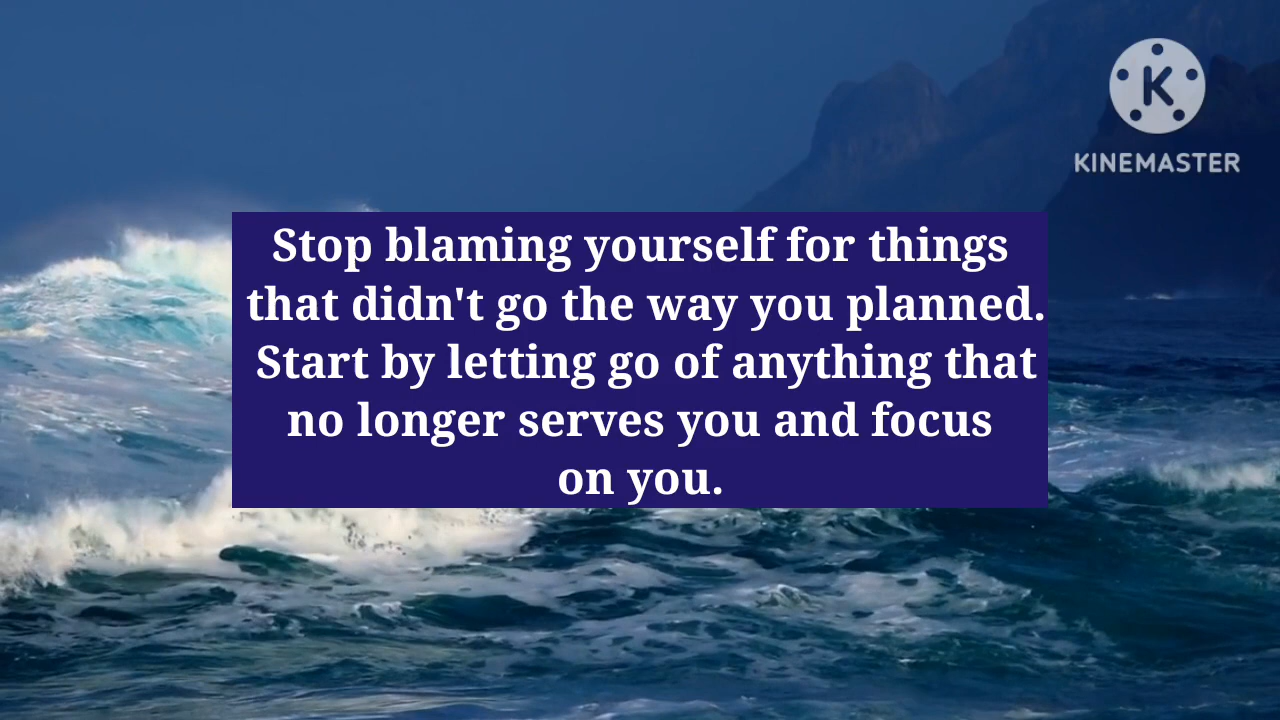 K
KINEMASTER
Stop blaming yourself for things
that didn't go the way you planned.
Start by letting go of anything that
no longer serves you and focus
on you.